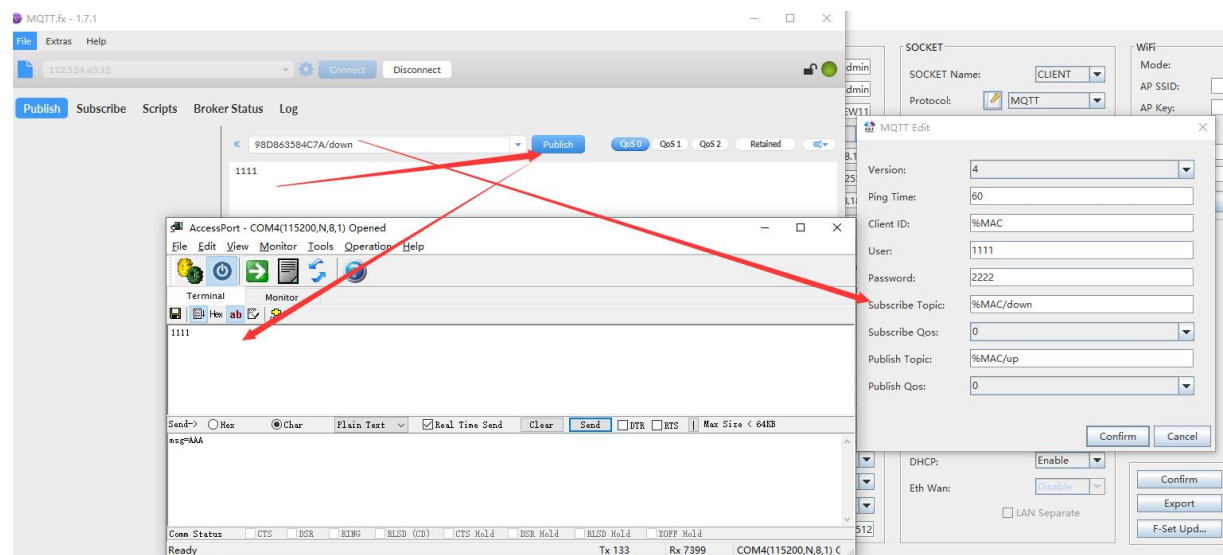 MQTT.fx - 1.7.1
File Extras Help
112.124.43.15 Connect Disconnect
Publish Subscribe Scripts Broker Status Log
98D863584C7A/down Publish QoS 0 QoS 1 QoS 2 Retained
1111
AccessPort - COM4(115200,N,8,1) Opened
File Edit View Monitor Tools Operation Help
Terminal Monitor
Hex ab
1111
Send-> Hex Char Plain Text Real Time Send Clear Send DTR RTS | Max Size < 64KB
msg=AAA
Comm Status CTS DSR RING RLSD (CD) CTS Hold DSR Hold RLSD Hold XOFF Hold
Ready Tx 133 Rx 7399 COM4(115200,N,8,1)
SOCKET
SOCKET Name: CLIENT
Protocol: MQTT
WiFi
Mode:
AP SSID:
AP Key:
MQTT Edit
Version: 4
Ping Time: 60
Client ID: %MAC
User: 1111
Password: 2222
Subscribe Topic: %MAC/down
Subscribe Qos: 0
Publish Topic: %MAC/up
Publish Qos: 0
Confirm Cancel
DHCP: Enable
Eth Wan: Disable
LAN Separate
512
Confirm
Export
F-Set Upd...